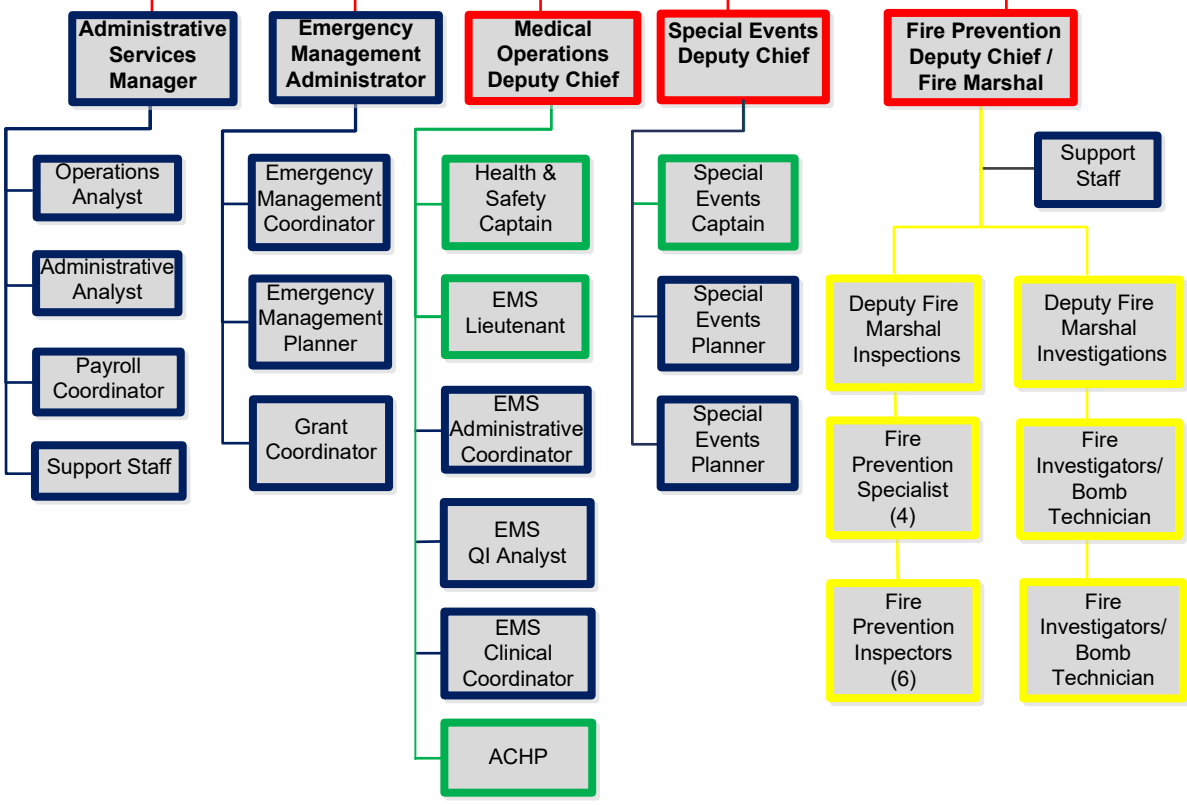 Administrative
Services
Manager
Emergency
Management
Administrator
Medical
Operations
Deputy Chief
Special Events
Deputy Chief
Fire Prevention
Deputy Chief /
Fire Marshal
Operations
Analyst
Administrative
Analyst
Payroll
Coordinator
Support Staff
Emergency
Management
Coordinator
Emergency
Management
Planner
Grant
Coordinator
Health &
Safety
Captain
EMS
Lieutenant
EMS
Administrative
Coordinator
EMS
QI Analyst
EMS
Clinical
Coordinator
ACHP
Special
Events
Captain
Special
Events
Planner
Special
Events
Planner
Support
Staff
Deputy Fire
Marshal
Inspections
Fire
Prevention
Specialist
(4)
Fire
Prevention
Inspectors
(6)
Deputy Fire
Marshal
Investigations
Fire
Investigators/
Bomb
Technician
Fire
Investigators/
Bomb
Technician